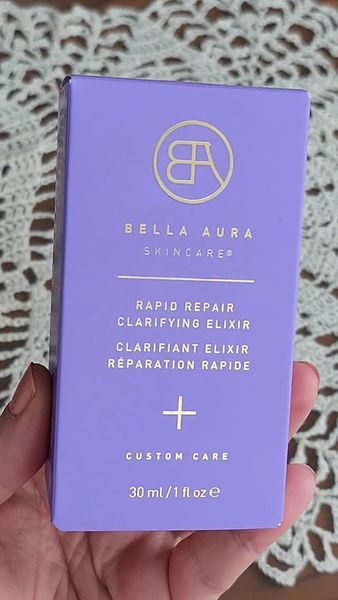 BA
BELLA AURA
SKINCARE®
RAPID REPAIR
CLARIFYING ELIXIR
CLARIFIANT ELIXIR
RÉPARATION RAPIDE
+
CUSTOM CARE
30 ml/1 fl oz ℮